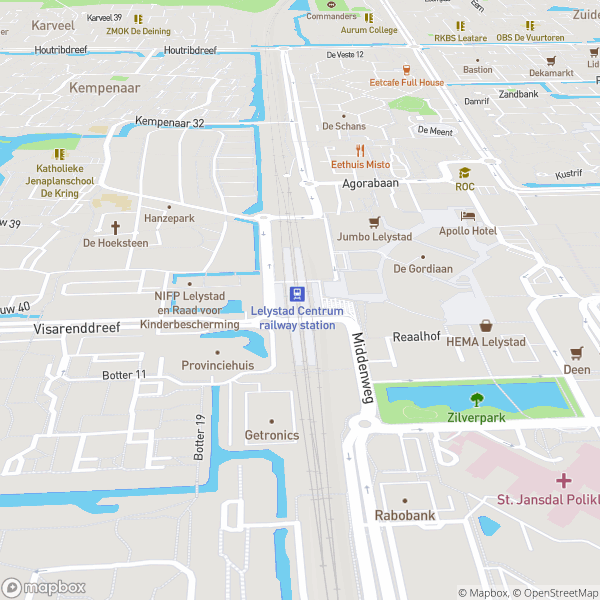 Karveel
Karveel 39
ZMOK De Deining
Commanders
Aurum College
RKBS Leatare
OBS De Vuurtoren
Houtribdreef
Houtribdreef
De Veste 12
Bastion
Dekamarkt
Eetcafe Full House
Kempenaar
Damrif
Zandbank
Kempenaar 32
De Schans
De Meent
Eethuis Misto
Katholieke
Jenaplanschool
De Kring
Agorabaan
ROC
Kustrif
Hanzepark
De Hoeksteen
Jumbo Lelystad
Apollo Hotel
De Gordiaan
NIFP Lelystad
en Raad voor
Kinderbescherming
Lelystad Centrum
railway station
Visarenddreef
Middenweg
Reaalhof
HEMA Lelystad
Deen
Provinciehuis
Botter 11
Botter 19
Zilverpark
Getronics
St. Jansdal Polikl
Rabobank
mapbox
© Mapbox, © OpenStreetMap